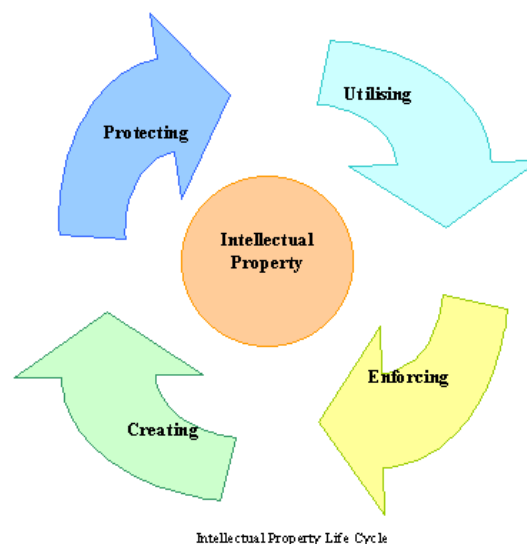 Protecting
Utilising
Intellectual
Property
Enforcing
Creating
Intellectual Property Life Cycle